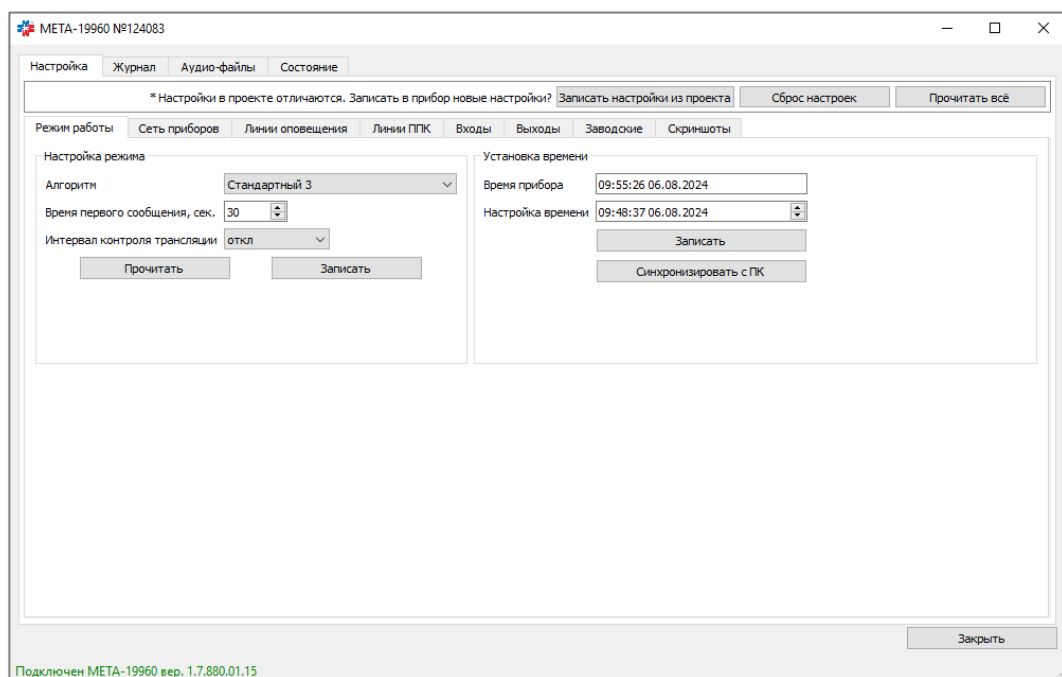 МЕТА-19960 №124083
Настройка Журнал Аудио-файлы Состояние
* Настройки в проекте отличаются. Записать в прибор новые настройки? Записать настройки из проекта Сброс настроек Прочитать всё
Режим работы Сеть приборов Линии оповещения Линии ППК Входы Выходы Заводские Скриншоты
Настройка режима
Алгоритм Стандартный 3
Время первого сообщения, сек. 30
Интервал контроля трансляции откл
Прочитать Записать
Установка времени
Время прибора 09:55:26 06.08.2024
Настройка времени 09:48:37 06.08.2024
Записать
Синхронизировать с ПК
Закрыть
Подключен МЕТА-19960 вер. 1.7.880.01.15